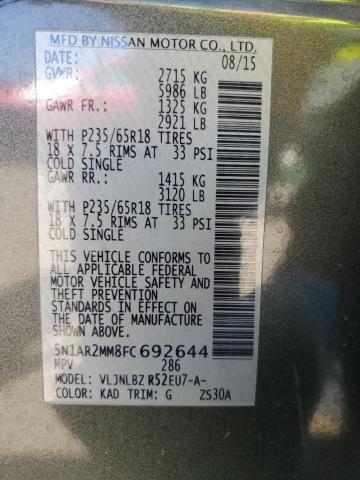 MFD BY NISSAN MOTOR CO., LTD.
DATE: 08/15
GVWR: 2715 KG
5986 LB
GAWR FR: 1325 KG
2921 LB
WITH P235/65R18 TIRES
18 X 7.5 RIMS AT 33 PSI
COLD SINGLE
GAWR RR: 1415 KG
3120 LB
WITH P235/65R18 TIRES
18 X 7.5 RIMS AT 33 PSI
COLD SINGLE
THIS VEHICLE CONFORMS TO
ALL APPLICABLE FEDERAL
MOTOR VEHICLE SAFETY AND
THEFT PREVENTION
STANDARDS IN EFFECT ON
THE DATE OF MANUFACTURE
SHOWN ABOVE.
5N1AR2MM8FC692644
MPV 286
MODEL: VLJNLBZ R52EU7-A-
COLOR: KAD TRIM: G ZS30A